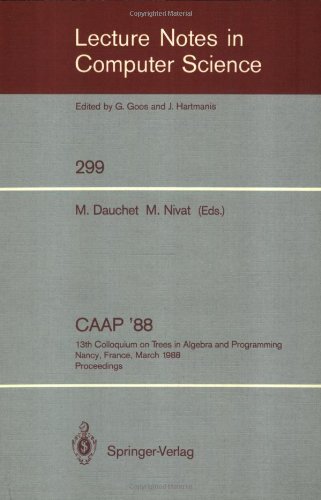 Lecture Notes in
Computer Science
Edited by G. Goos and J. Hartmanis
299
M. Dauchet M. Nivat (Eds.)
CAAP '88
13th Colloquium on Trees in Algebra and Programming
Nancy, France, March 1988
Proceedings
Springer-Verlag